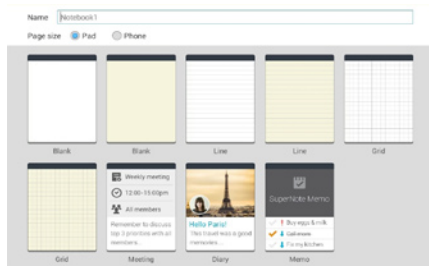 Name Notebook1
Page size Pad Phone
Blank Blank Line Line Grid
Weekly meeting
12:00-15:00pm
All members
Remember to discuss
top 3 priorities with all
members...
Hello Paris!
This travel was a good
memories...
SuperNote Memo
Buy eggs & milk
Call mom
Fix my kitchen
Grid Meeting Diary Memo